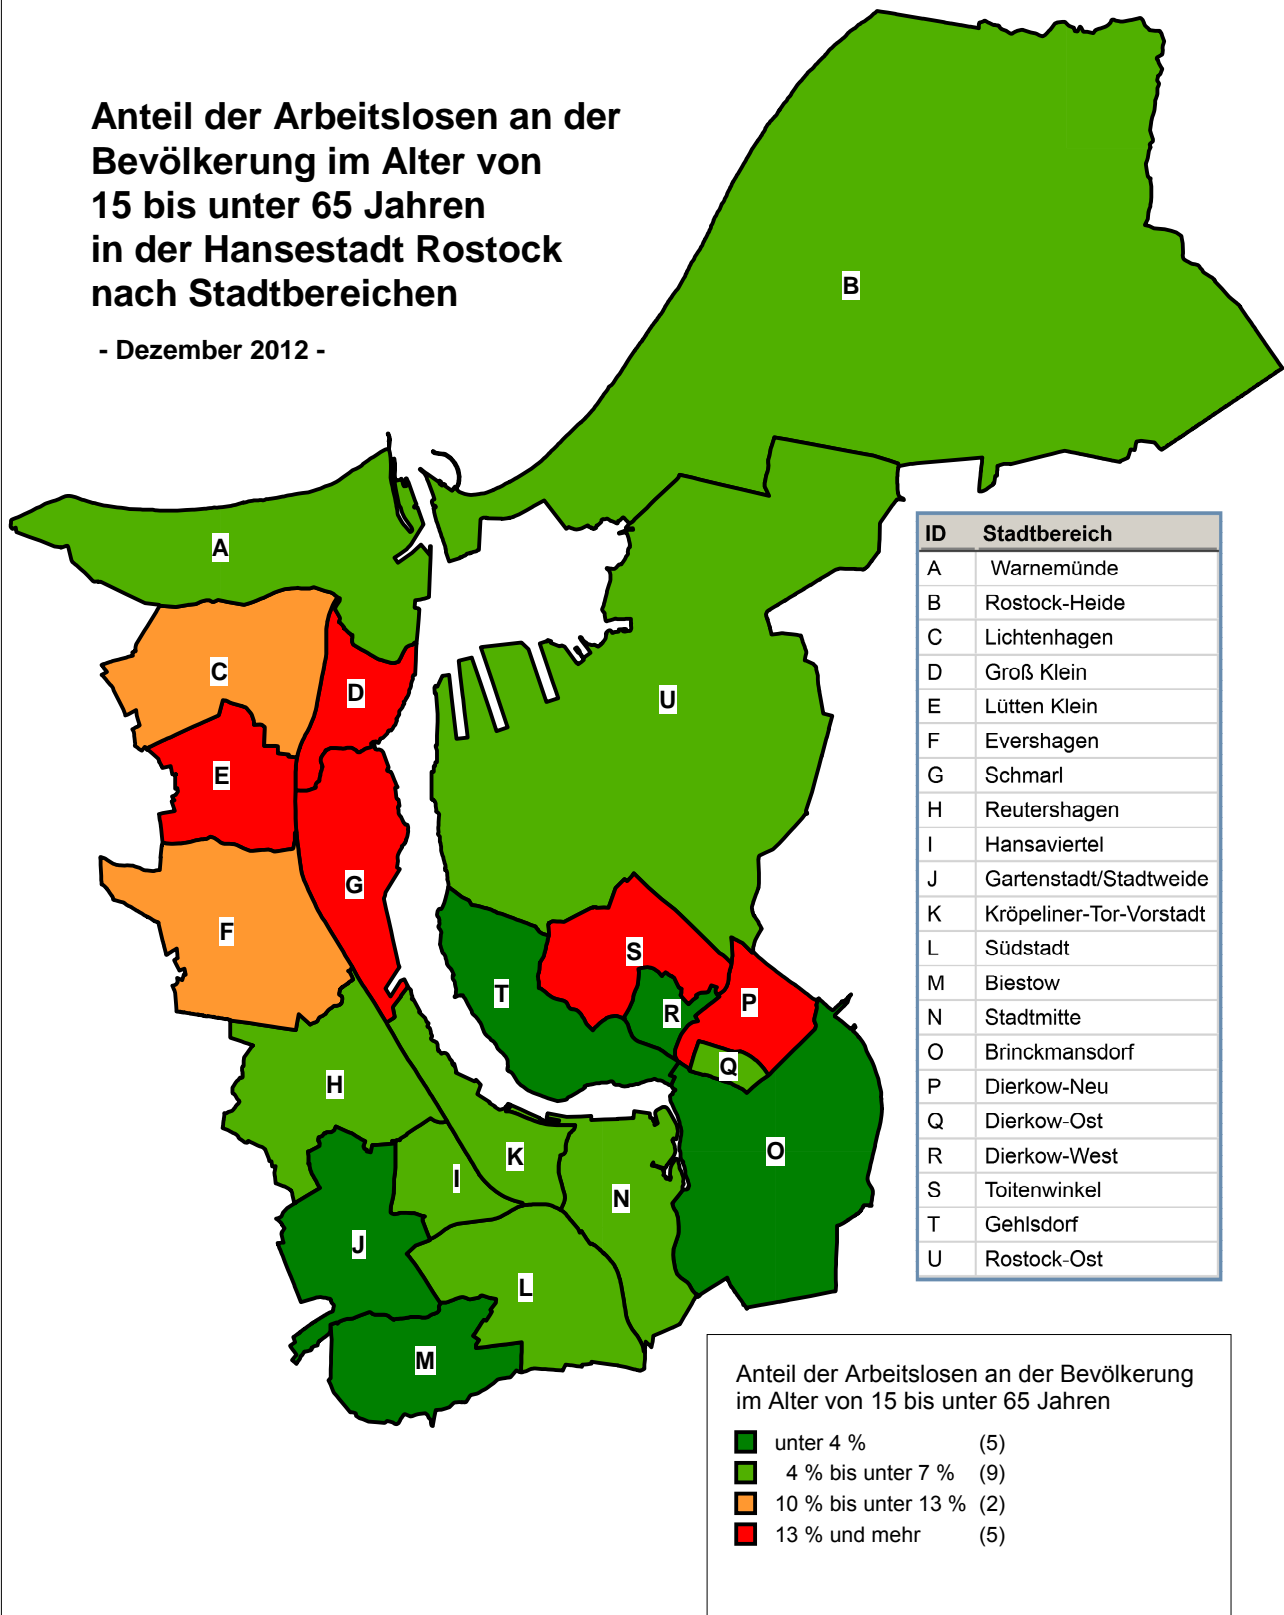 Anteil der Arbeitslosen an der
Bevölkerung im Alter von
15 bis unter 65 Jahren
in der Hansestadt Rostock
nach Stadtbereichen
- Dezember 2012 -
B
A
C
D
U
E
G
F
S
T
R
P
Q
H
K
O
I
N
J
L
M
ID Stadtbereich
A Warnemünde
B Rostock-Heide
C Lichtenhagen
D Groß Klein
E Lütten Klein
F Evershagen
G Schmarl
H Reutershagen
I Hansaviertel
J Gartenstadt/Stadtweide
K Kröpeliner-Tor-Vorstadt
L Südstadt
M Biestow
N Stadtmitte
O Brinckmansdorf
P Dierkow-Neu
Q Dierkow-Ost
R Dierkow-West
S Toitenwinkel
T Gehlsdorf
U Rostock-Ost
Anteil der Arbeitslosen an der Bevölkerung
im Alter von 15 bis unter 65 Jahren
unter 4 % (5)
4 % bis unter 7 % (9)
10 % bis unter 13 % (2)
13 % und mehr (5)